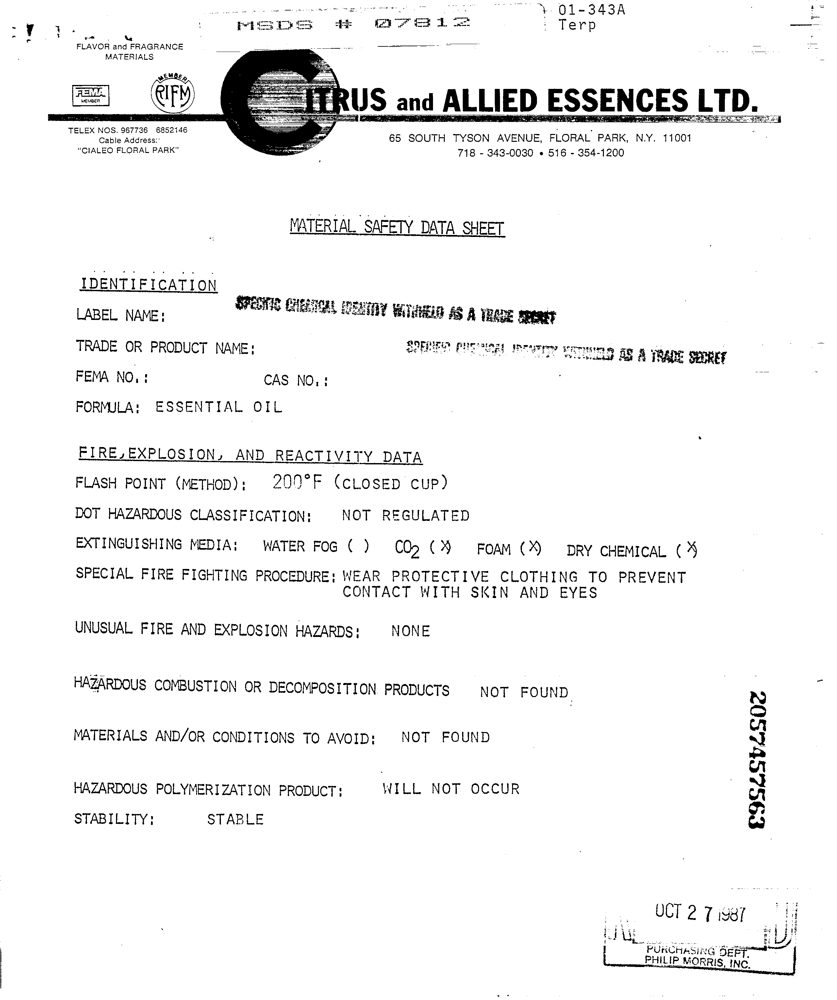 01-343A
MSDS # 07812
Terp
FLAVOR and FRAGRANCE
MATERIALS
FEMA
MEMBER
MEMBER
RIFM
CITRUS and ALLIED ESSENCES LTD.
TELEX NOS. 967736 6852146
Cable Address:
"CIALEO FLORAL PARK"
65 SOUTH TYSON AVENUE, FLORAL PARK, N.Y. 11001
718 - 343-0030 • 516 - 354-1200
MATERIAL SAFETY DATA SHEET
IDENTIFICATION
LABEL NAME: SPECIFIC CHEMICAL IDENTITY WITHHELD AS A TRADE SECRET
TRADE OR PRODUCT NAME: SPECIFIC CHEMICAL IDENTITY WITHHELD AS A TRADE SECRET
FEMA NO.: CAS NO.:
FORMULA: ESSENTIAL OIL
FIRE, EXPLOSION, AND REACTIVITY DATA
FLASH POINT (METHOD): 200°F (CLOSED CUP)
DOT HAZARDOUS CLASSIFICATION: NOT REGULATED
EXTINGUISHING MEDIA: WATER FOG ( ) CO2 (X) FOAM (X) DRY CHEMICAL (X)
SPECIAL FIRE FIGHTING PROCEDURE: WEAR PROTECTIVE CLOTHING TO PREVENT
CONTACT WITH SKIN AND EYES
UNUSUAL FIRE AND EXPLOSION HAZARDS: NONE
HAZARDOUS COMBUSTION OR DECOMPOSITION PRODUCTS NOT FOUND
MATERIALS AND/OR CONDITIONS TO AVOID: NOT FOUND
HAZARDOUS POLYMERIZATION PRODUCT: WILL NOT OCCUR
STABILITY: STABLE
2057457563
OCT 27 1987
PURCHASING DEPT.
PHILIP MORRIS, INC.